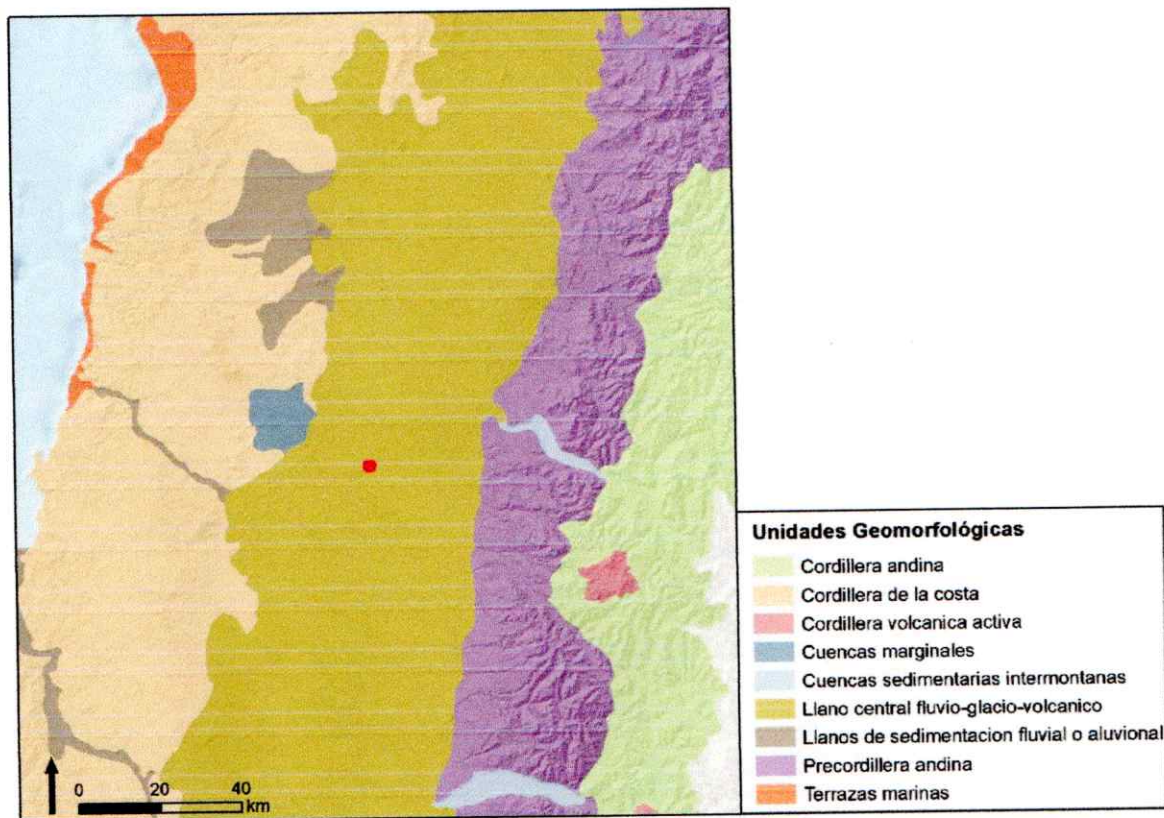 0 20 40
km
Unidades Geomorfológicas
Cordillera andina
Cordillera de la costa
Cordillera volcanica activa
Cuencas marginales
Cuencas sedimentarias intermontanas
Llano central fluvio-glacio-volcanico
Llanos de sedimentacion fluvial o aluvional
Precordillera andina
Terrazas marinas